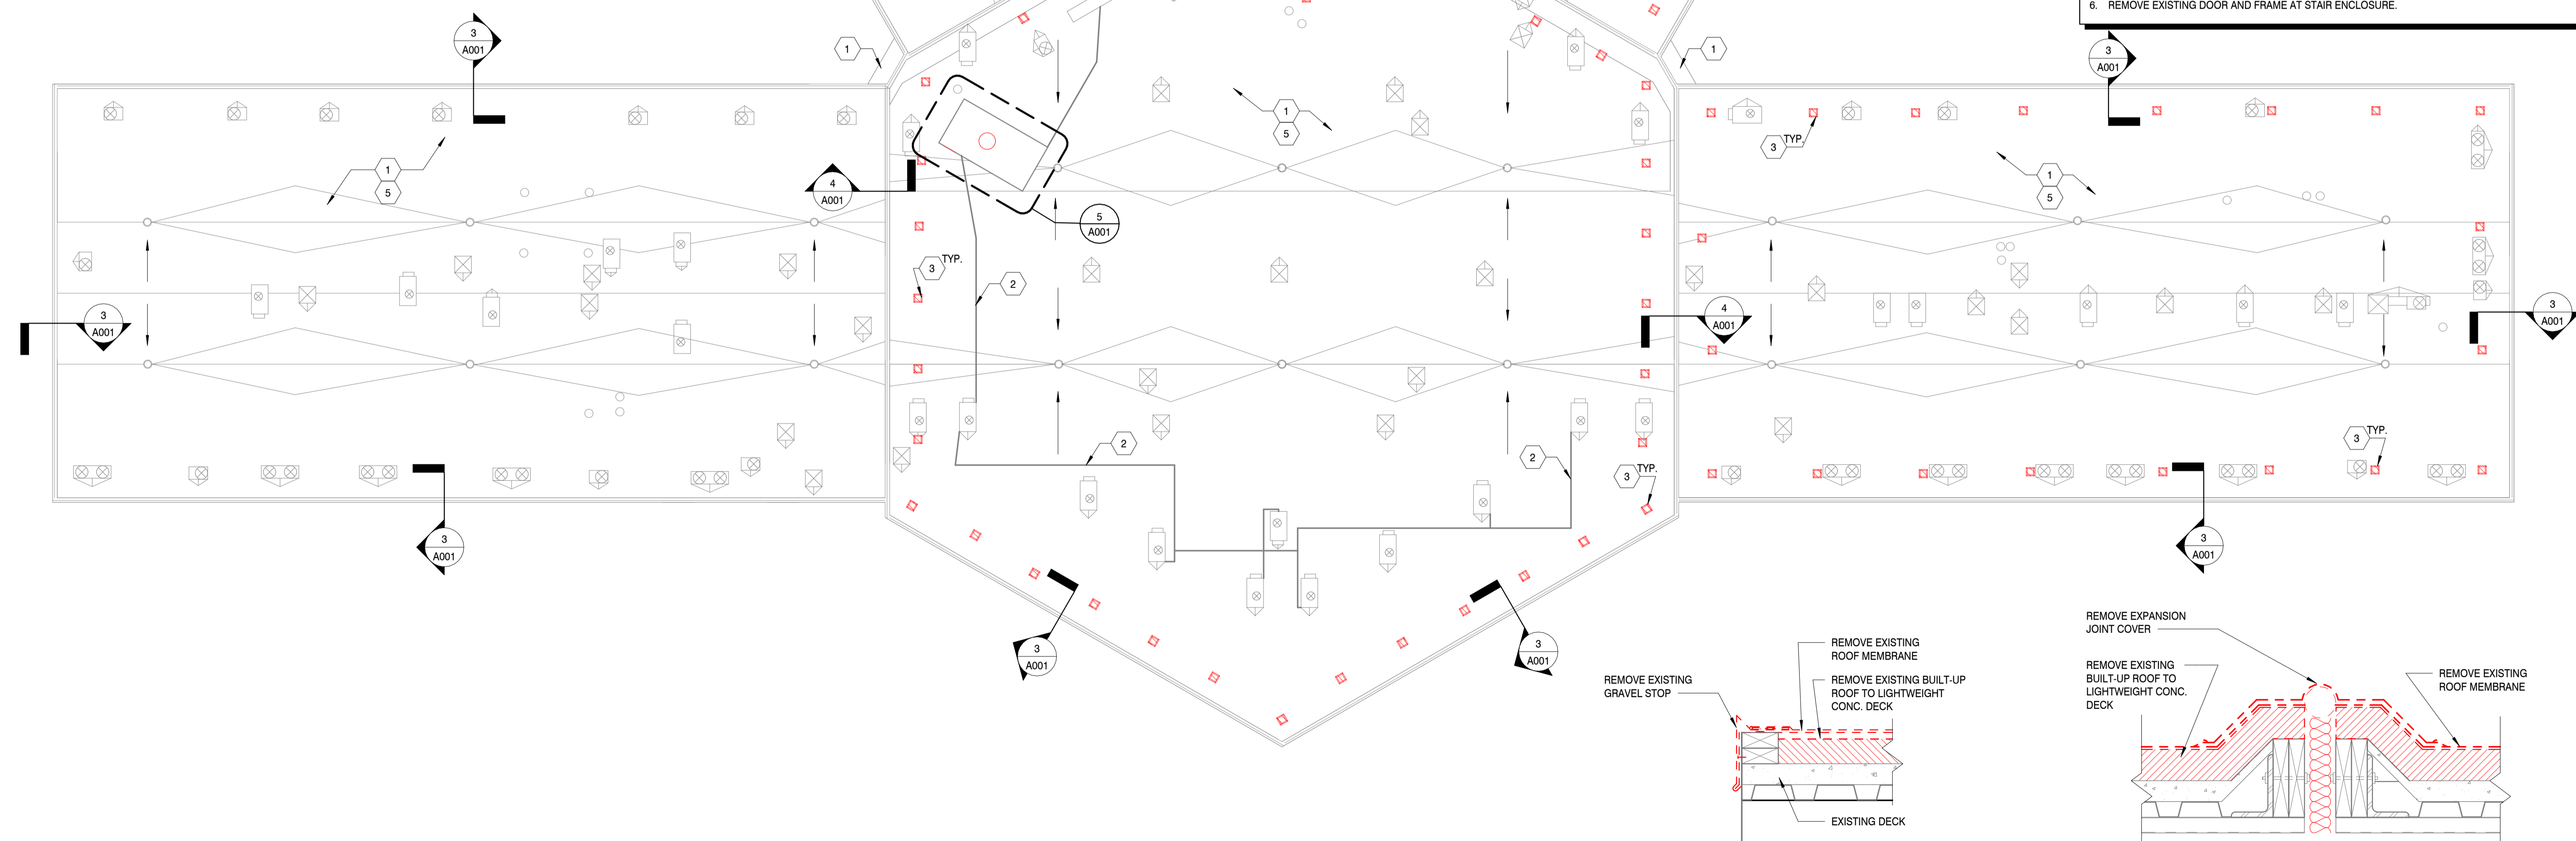 6. REMOVE EXISTING DOOR AND FRAME AT STAIR ENCLOSURE.
3
A001
1
1
3
A001
1
5
1
5
3 TYP.
1
5
4
A001
5
A001
3 TYP.
2
3
A001
4
A001
3
A001
2
2
3 TYP.
3 TYP.
3
A001
3
A001
3
A001
3
A001
REMOVE EXISTING
GRAVEL STOP
REMOVE EXISTING
ROOF MEMBRANE
REMOVE EXISTING BUILT-UP
ROOF TO LIGHTWEIGHT
CONC. DECK
EXISTING DECK
REMOVE EXPANSION
JOINT COVER
REMOVE EXISTING
BUILT-UP ROOF TO
LIGHTWEIGHT CONC.
DECK
REMOVE EXISTING
ROOF MEMBRANE